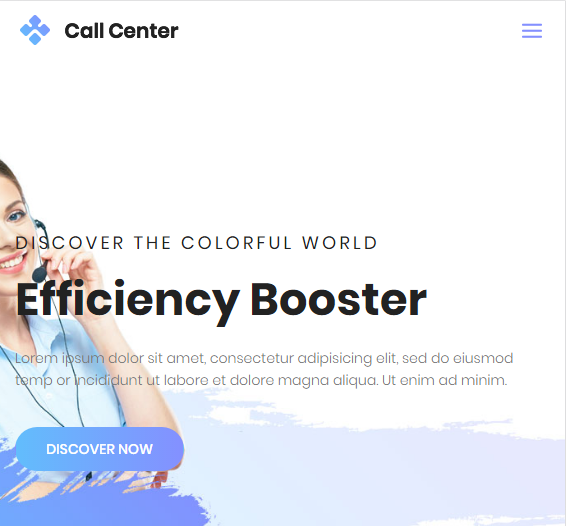 Call Center
DISCOVER THE COLORFUL WORLD
Efficiency Booster
Lorem ipsum dolor sit amet, consectetur adipisicing elit, sed do eiusmod
temp or incididunt ut labore et dolore magna aliqua. Ut enim ad minim.
DISCOVER NOW